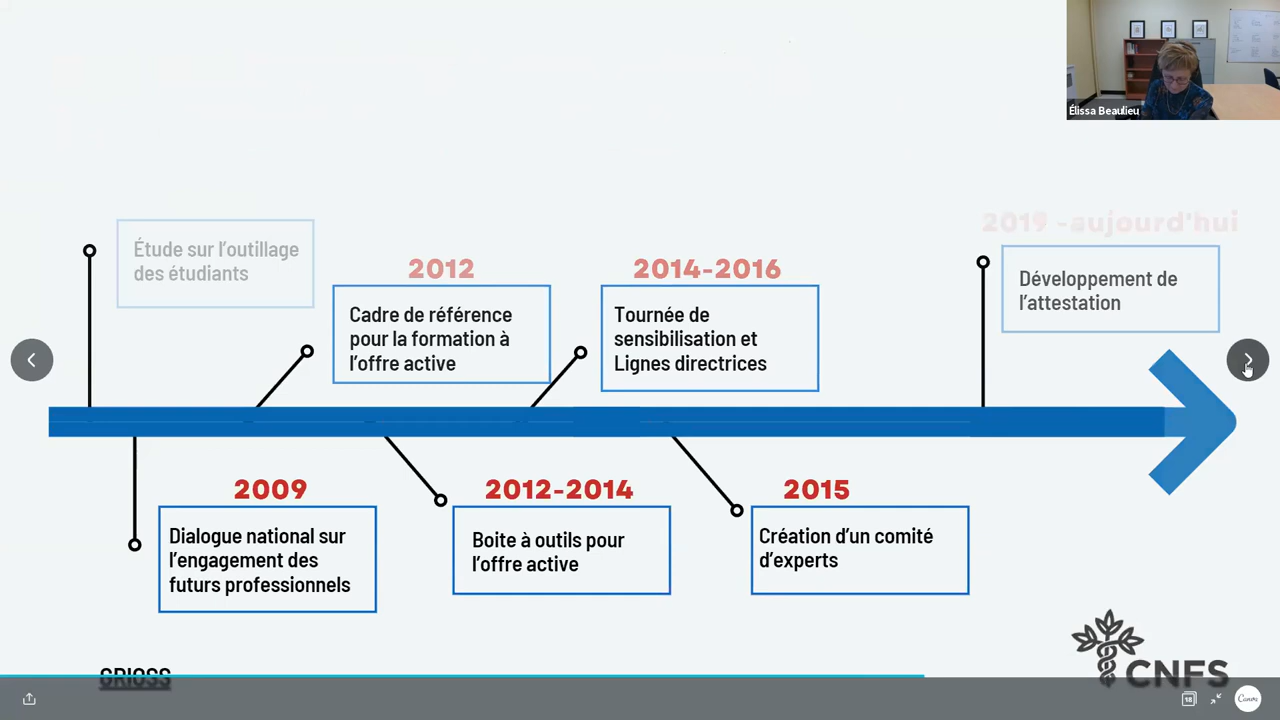 Élissa Beaulieu
Étude sur l'outillage
des étudiants
2012
Cadre de référence
pour la formation à
l'offre active
2014-2016
Tournée de
sensibilisation et
Lignes directrices
2019 -aujourd'hui
Développement de
l'attestation
2009
Dialogue national sur
l'engagement des
futurs professionnels
2012-2014
Boite à outils pour
l'offre active
2015
Création d'un comité
d'experts
GRIOSS
CNFS
18
Canva